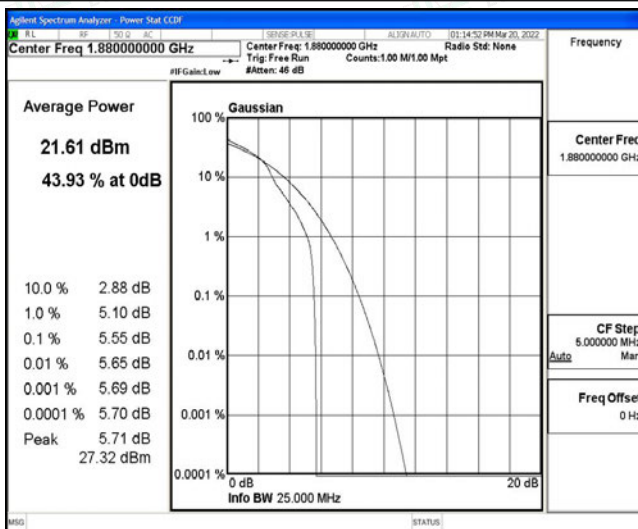 Agilent Spectrum Analyzer - Power Stat CCDF
RL RF 50 Ω AC SENSE:PULSE ALIGN AUTO 01:14:52 PM Mar 20, 2022
Center Freq 1.880000000 GHz
Center Freq: 1.880000000 GHz Radio Std: None
Trig: Free Run Counts:1.00 M/1.00 Mpt
#IFGain:Low #Atten: 46 dB
Frequency
Average Power
21.61 dBm
43.93 % at 0dB
10.0 % 2.88 dB
1.0 % 5.10 dB
0.1 % 5.55 dB
0.01 % 5.65 dB
0.001 % 5.69 dB
0.0001 % 5.70 dB
Peak 5.71 dB
27.32 dBm
Gaussian
100 %
10 %
1 %
0.1 %
0.01 %
0.001 %
0.0001 %
0 dB 20 dB
Info BW 25.000 MHz
Center Freq
1.880000000 GHz
CF Step
5.000000 MHz
Auto Man
Freq Offset
0 Hz
MSG STATUS